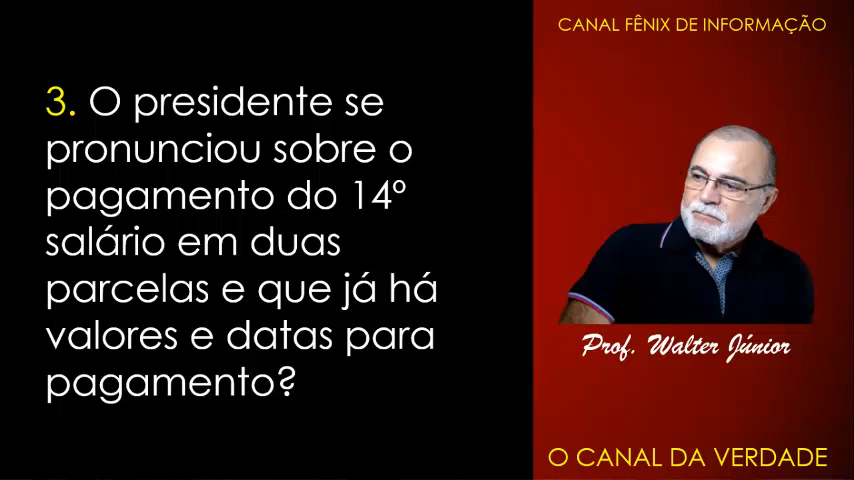 3. O presidente se
pronunciou sobre o
pagamento do 14º
salário em duas
parcelas e que já há
valores e datas para
pagamento?
CANAL FÊNIX DE INFORMAÇÃO
Prof. Walter Júnior
O CANAL DA VERDADE